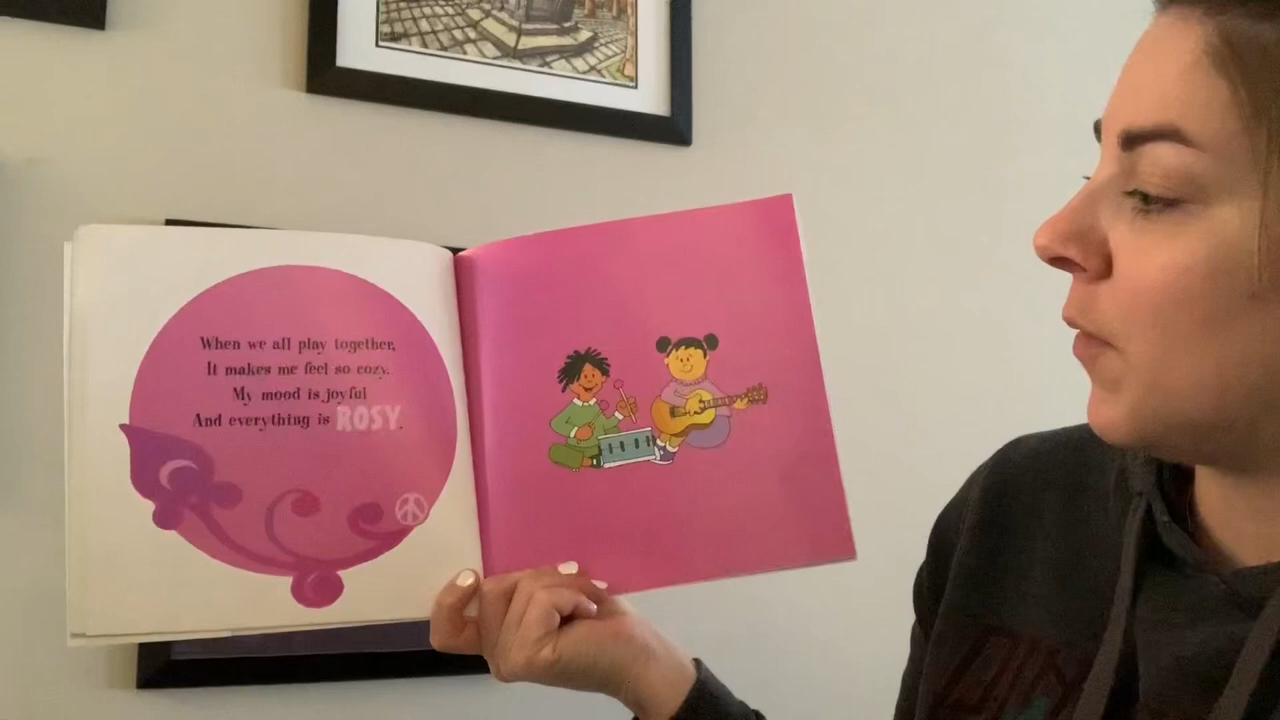 When we all play together,
It makes me feel so cozy.
My mood is joyful
And everything is ROSY.